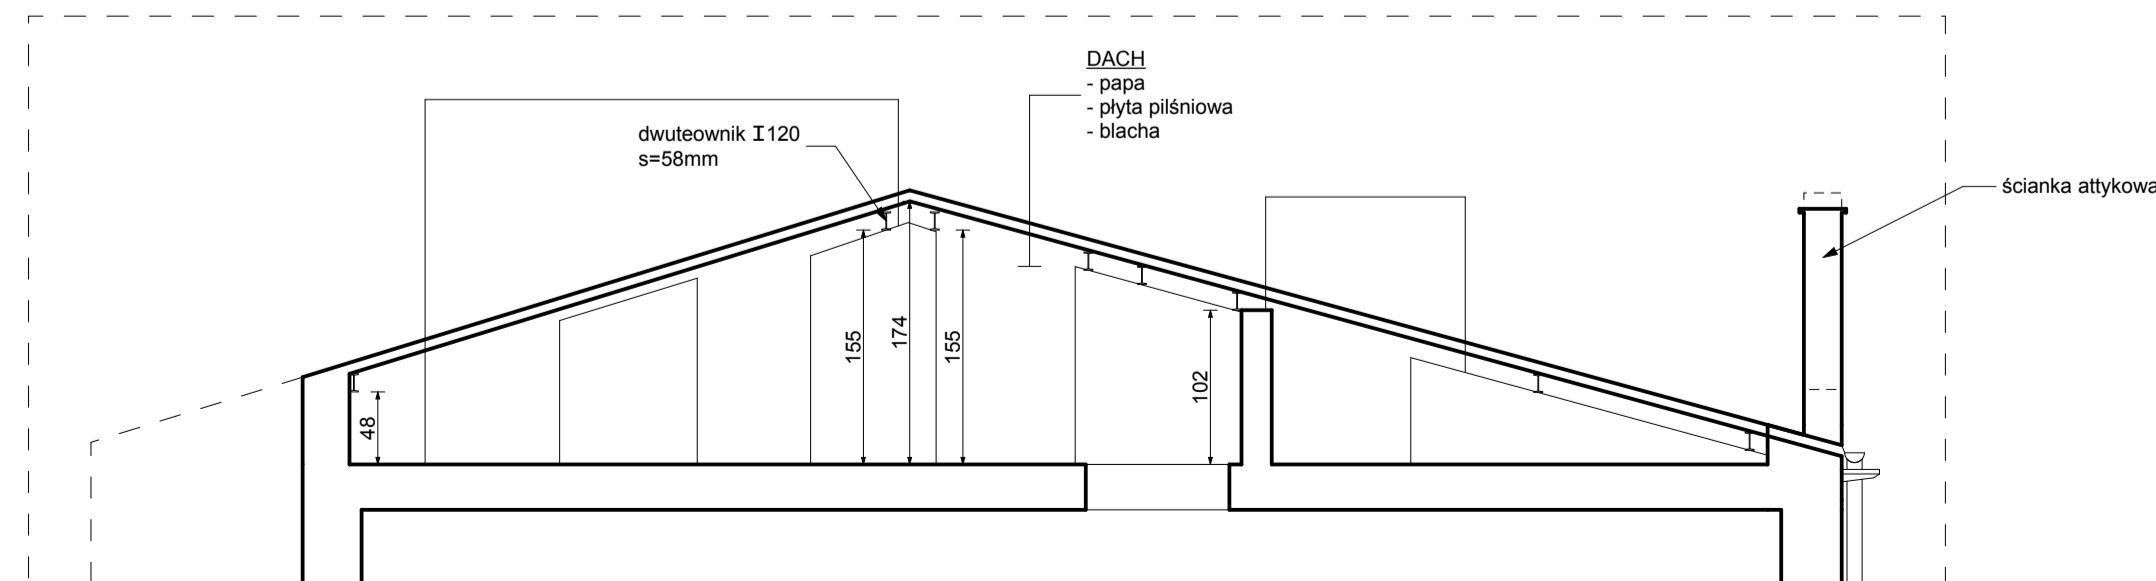 DACH
- papa
- płyta pilśniowa
- blacha
dwuteownik I120
s=58mm
ścianka attykowa
155
174
155
102
48